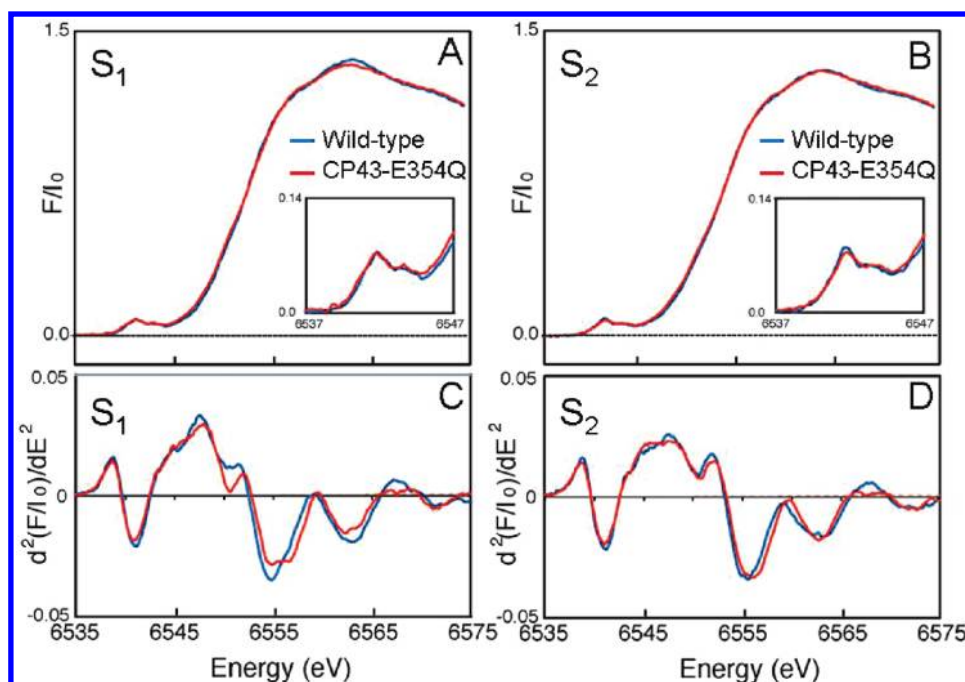 1.5
S1
A
Wild-type
CP43-E354Q
F/I0
0.14
0.0
6537
6547
0.0
S2
B
1.5
Wild-type
CP43-E354Q
F/I0
0.14
0.0
6537
6547
0.0
0.05
S1
C
d2(F/I0)/dE2
0
-0.05
6535
6545
6555
6565
6575
Energy (eV)
0.05
S2
D
d2(F/I0)/dE2
0
-0.05
6535
6545
6555
6565
6575
Energy (eV)